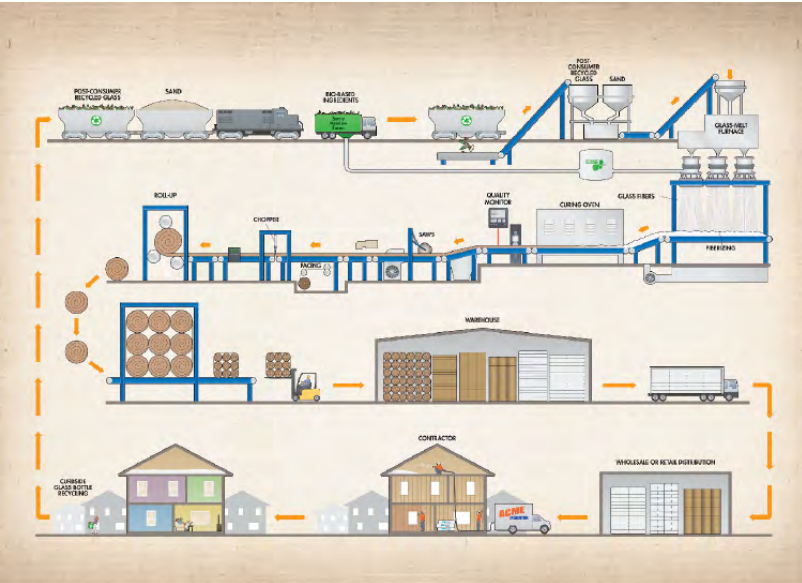 POST-CONSUMER
RECYCLED GLASS
SAND
BIO-BASED
INGREDIENTS
POST-
CONSUMER
RECYCLED
GLASS
SAND
GLASS-MELT
FURNACE
ROLL-UP
CHOPPER
FACING
SAWS
QUALITY
MONITOR
CURING OVEN
GLASS FIBERS
FIBERIZING
WAREHOUSE
CURBSIDE
GLASS BOTTLE
RECYCLING
CONTRACTOR
ACME
WHOLESALE OR RETAIL DISTRIBUTION